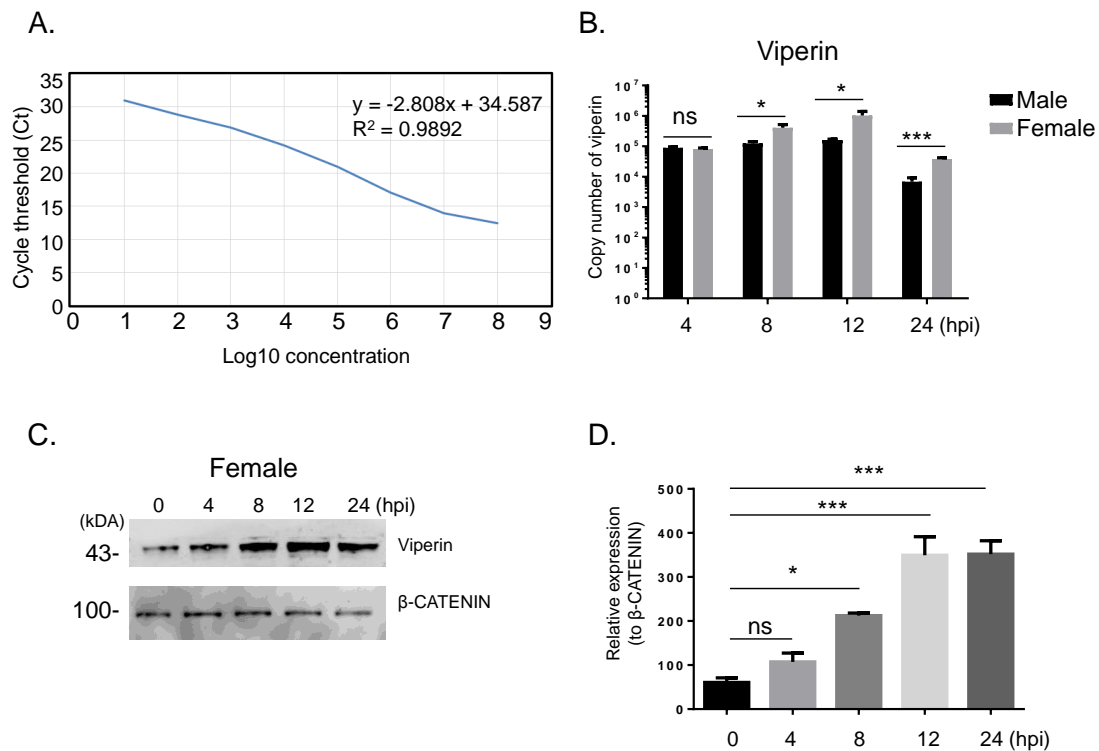 A.
35
30
25
20
15
10
5
0
Cycle threshold (Ct)
y = -2.808x + 34.587
R² = 0.9892
0 1 2 3 4 5 6 7 8 9
Log10 concentration
B.
Viperin
10⁷
10⁶
10⁵
10⁴
10³
10²
10¹
10⁰
Copy number of viperin
ns * * ***
Male
Female
4 8 12 24 (hpi)
C.
Female
0 4 8 12 24 (hpi)
(kDA)
43-
Viperin
100-
β-CATENIN
D.
500
400
300
200
100
0
Relative expression
(to β-CATENIN)
***
***
*
ns
0 4 8 12 24 (hpi)